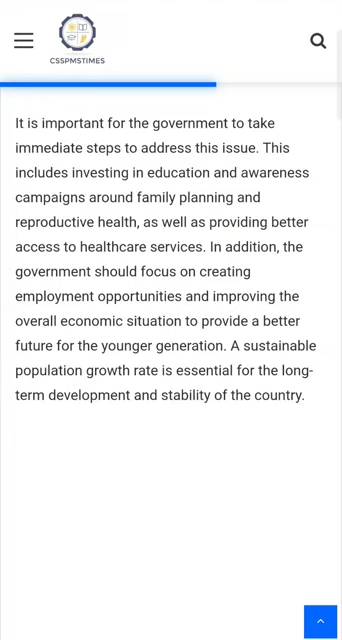 CSSPMSTIMES
It is important for the government to take
immediate steps to address this issue. This
includes investing in education and awareness
campaigns around family planning and
reproductive health, as well as providing better
access to healthcare services. In addition, the
government should focus on creating
employment opportunities and improving the
overall economic situation to provide a better
future for the younger generation. A sustainable
population growth rate is essential for the long-
term development and stability of the country.